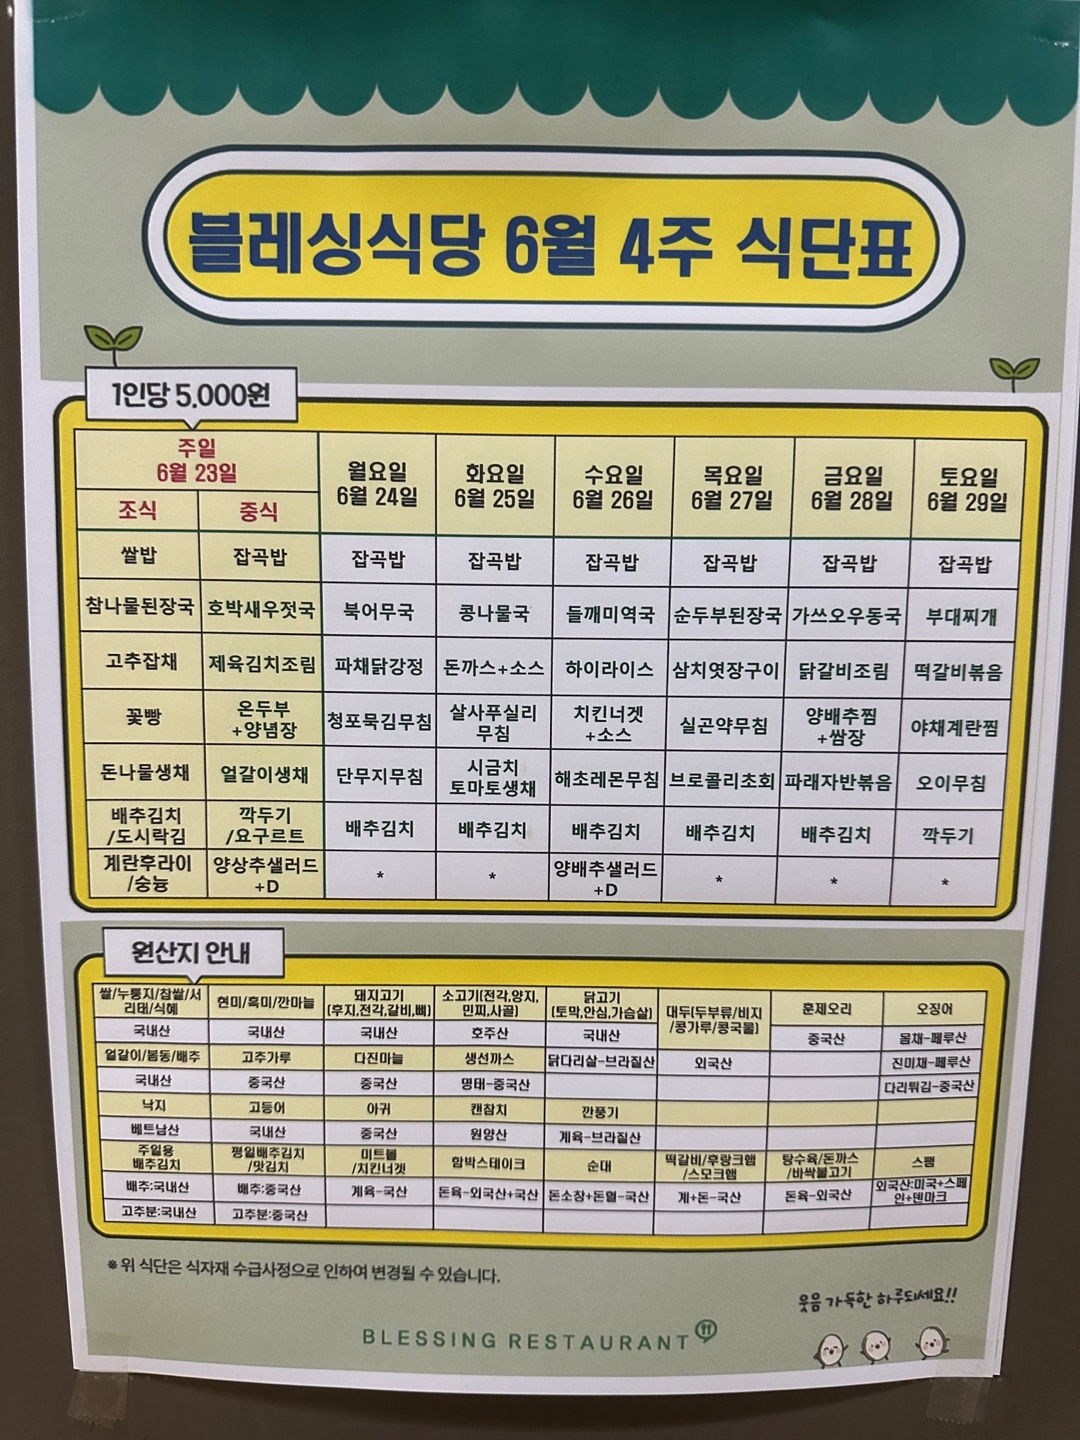 블레싱식당 6월 4주 식단표
1인당 5,000원
주일
6월 23일
월요일
6월 24일
화요일
6월 25일
수요일
6월 26일
목요일
6월 27일
금요일
6월 28일
토요일
6월 29일
조식 중식
쌀밥 잡곡밥 잡곡밥 잡곡밥 잡곡밥 잡곡밥 잡곡밥 잡곡밥
참나물된장국 호박새우젓국 북어무국 콩나물국 들깨미역국 순두부된장국 가쓰오우동국 부대찌개
고추잡채 제육김치조림 파채닭강정 돈까스+소스 하이라이스 삼치엿장구이 닭갈비조림 떡갈비볶음
꽃빵 온두부
+양념장 청포묵김무침 살사푸실리
무침 치킨너겟
+소스 실곤약무침 양배추찜
+쌈장 야채계란찜
돈나물생채 얼갈이생채 단무지무침 시금치
토마토생채 해초레몬무침 브로콜리초회 파래자반볶음 오이무침
배추김치
/도시락김 깍두기
/요구르트 배추김치 배추김치 배추김치 배추김치 배추김치 깍두기
계란후라이
/숭늉 양상추샐러드
+D * * 양배추샐러드
+D * * *
원산지 안내
쌀/누룽지/찹쌀/서
리태/식혜 현미/흑미/깐마늘 돼지고기
(후지,전각,갈비,뼈) 소고기(전각,양지,
민찌,사골) 닭고기
(토막,안심,가슴살) 대두(두부류/비지
/콩가루/콩국물) 훈제오리 오징어
국내산 국내산 국내산 호주산 국내산 중국산 몸채-페루산
얼갈이/봄동/배추 고추가루 다진마늘 생선까스 닭다리살-브라질산 외국산 진미채-페루산
국내산 중국산 중국산 명태-중국산 다리튀김-중국산
낙지 고등어 아귀 캔참치 깐풍기
베트남산 국내산 중국산 원양산 계육-브라질산
주일용
배추김치 평일배추김치
/맛김치 미트볼
/치킨너겟 함박스테이크 순대 떡갈비/후랑크햄
/스모크햄 탕수육/돈까스
/바싹불고기 스팸
배추:국내산 배추:중국산 계육-국산 돈육-외국산+국산 돈소창+돈혈-국산 계+돈-국산 돈육-외국산 외국산:미국+스페
인+덴마크
고추분:국내산 고추분:중국산
※ 위 식단은 식자재 수급사정으로 인하여 변경될 수 있습니다.
웃음 가득한 하루되세요!!
BLESSING RESTAURANT